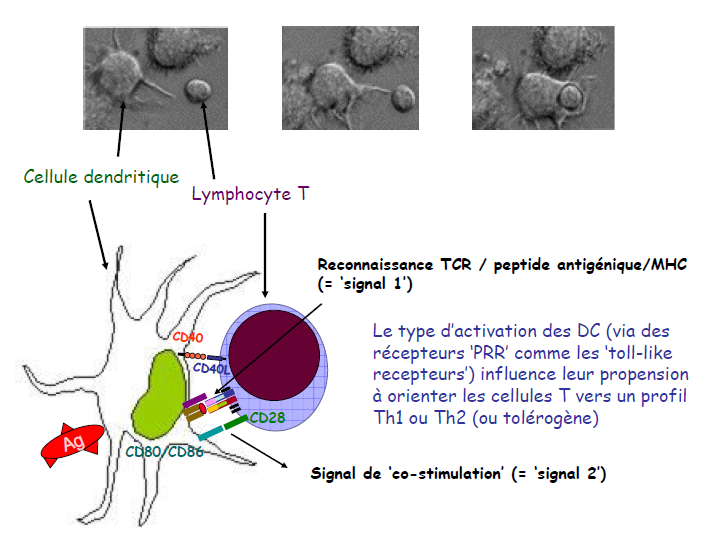 Cellule dendritique
Lymphocyte T
Reconnaissance TCR / peptide antigénique/MHC
(= ‘signal 1’)
CD40
CD40L
Le type d’activation des DC (via des
récepteurs ‘PRR’ comme les ‘toll-like
recepteurs’) influence leur propension
à orienter les cellules T vers un profil
Th1 ou Th2 (ou tolérogène)
CD28
Ag
CD80/CD86
Signal de ‘co-stimulation’ (= ‘signal 2’)